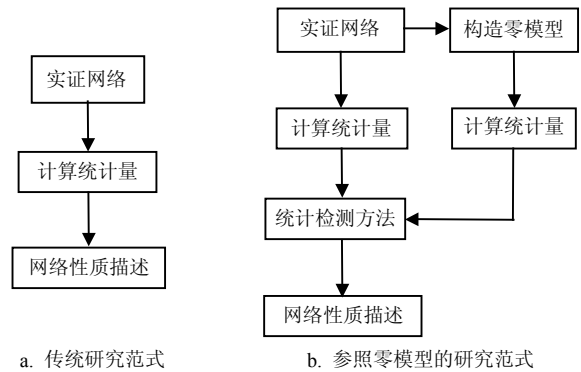 实证网络
计算统计量
网络性质描述
a. 传统研究范式
实证网络
构造零模型
计算统计量
计算统计量
统计检测方法
网络性质描述
b. 参照零模型的研究范式